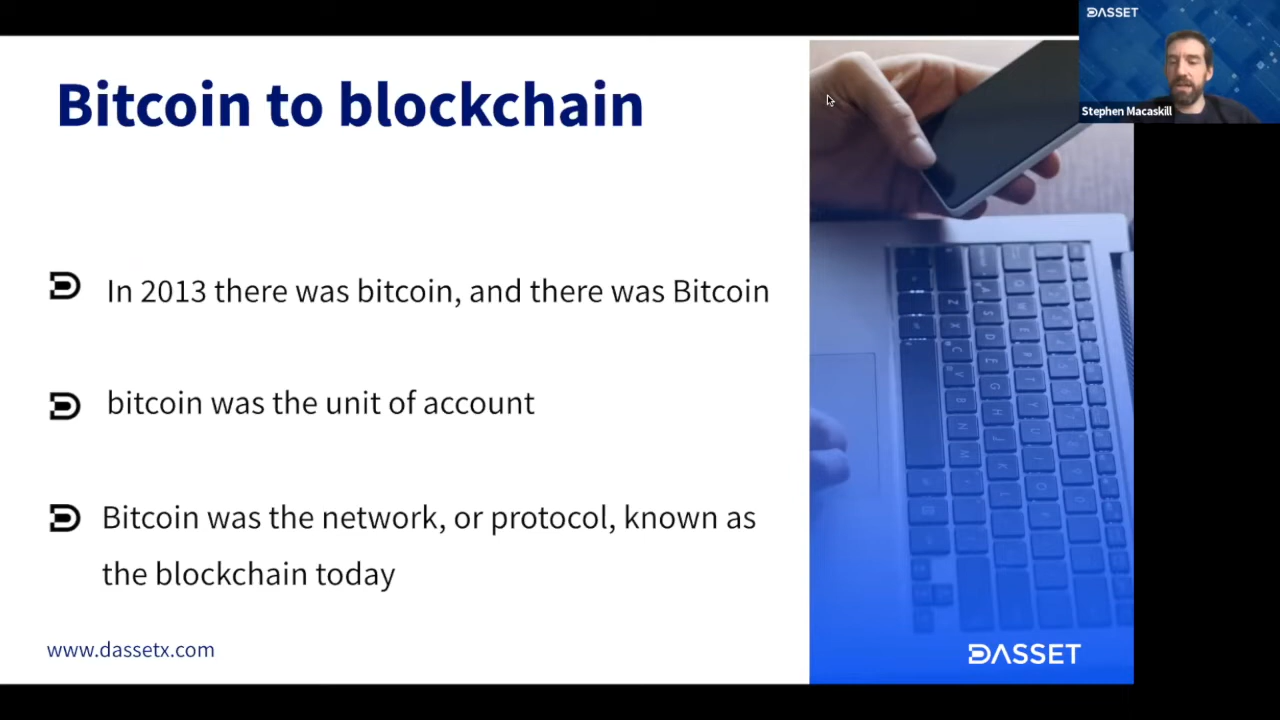 DASSET
Stephen Macaskill
Bitcoin to blockchain
In 2013 there was bitcoin, and there was Bitcoin
bitcoin was the unit of account
Bitcoin was the network, or protocol, known as
the blockchain today
www.dassetx.com
DASSET